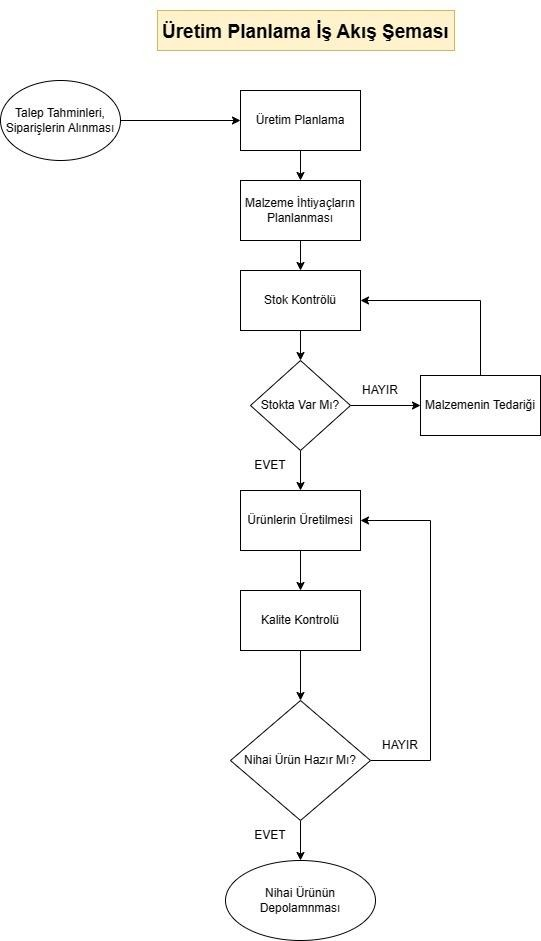 Üretim Planlama İş Akış Şeması
Talep Tahminleri,
Siparişlerin Alınması
Üretim Planlama
Malzeme İhtiyaçların
Planlanması
Stok Kontrölü
Stokta Var Mı?
HAYIR
Malzemenin Tedariği
EVET
Ürünlerin Üretilmesi
Kalite Kontrolü
Nihai Ürün Hazır Mı?
HAYIR
EVET
Nihai Ürünün
Depolamnması